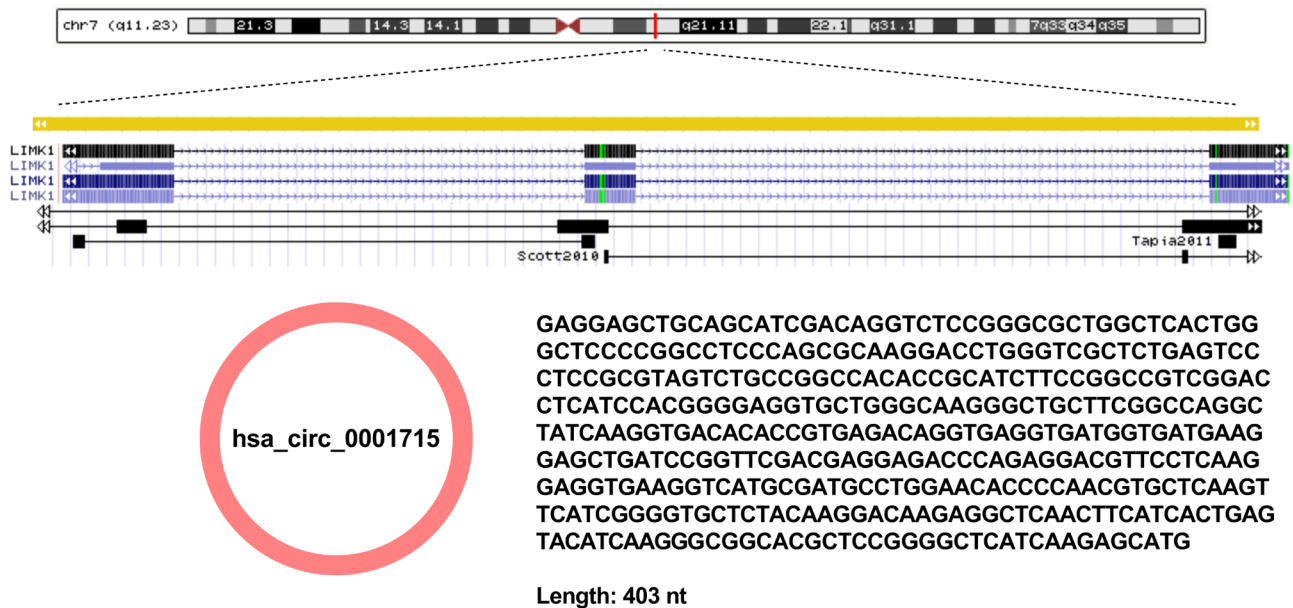 chr7 (q11.23) 21.3 14.3 14.1 q21.11 22.1 q31.1 7q33 q34 q35
LIMK1
LIMK1
LIMK1
LIMK1
Tapia2011
Scott2010
hsa_circ_0001715
GAGGAGCTGCAGCATCGACAGGTCTCCGGGCGCTGGCTCACTGG
GCTCCCCGGCCTCCCAGCGCAAGGACCTGGGTCGCTCTGAGTCC
CTCCGCGTAGTCTGCCGGCCACACCGCATCTTCCGGCCGTCGGAC
CTCATCCACGGGGAGGTGCTGGGCAAGGGCTGCTTCGGCCAGGC
TATCAAGGTGACACACCGTGAGACAGGTGAGGTGATGGTGATGAAG
GAGCTGATCCGGTTCGACGAGGAGACCCAGAGGACGTTCCTCAAG
GAGGTGAAGGTCATGCGATGCCTGGAACACCCCAACGTGCTCAAGT
TCATCGGGGTGCTCTACAAGGACAAGAGGCTCAACTTCATCACTGAG
TACATCAAGGGCGGCACGCTCCGGGGCTCATCAAGAGCATG
Length: 403 nt